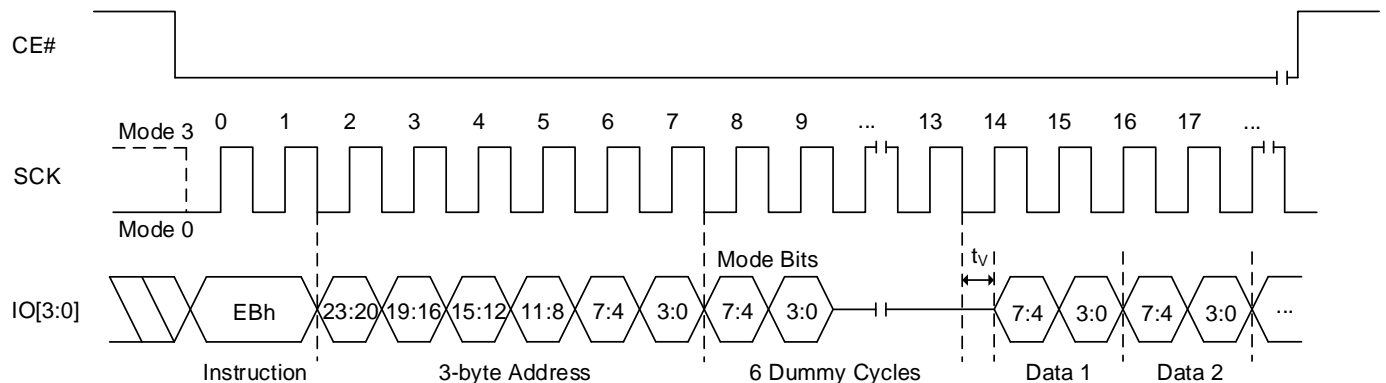 CE#
0 1 2 3 4 5 6 7 8 9 ... 13 14 15 16 17 ...
Mode 3
SCK
Mode 0
Mode Bits tV
IO[3:0] EBh 23:20 19:16 15:12 11:8 7:4 3:0 7:4 3:0 7:4 3:0 7:4 3:0 ...
Instruction 3-byte Address 6 Dummy Cycles Data 1 Data 2